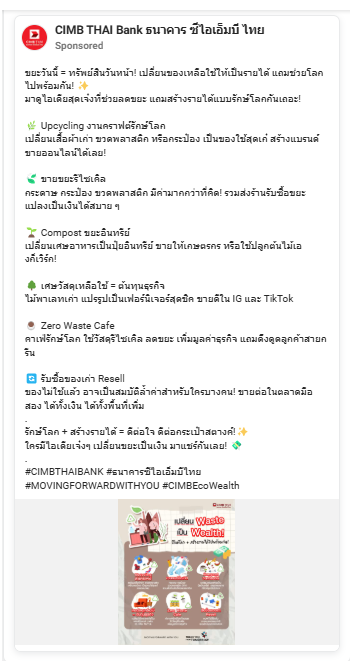 CIMB THAI Bank ธนาคาร ซีไอเอ็มบี ไทย
Sponsored
ขยะวันนี้ = ทรัพย์สินวันหน้า! เปลี่ยนของเหลือใช้ให้เป็นรายได้ แถมช่วยโลก
ไปพร้อมกัน! ✨
มาดูไอเดียสุดเจ๋งที่ช่วยลดขยะ แถมสร้างรายได้แบบรักษ์โลกกันเถอะ!
🌿 Upcycling งานคราฟต์รักษ์โลก
เปลี่ยนเสื้อผ้าเก่า ขวดพลาสติก หรือกระป๋อง เป็นของใช้สุดเก๋ สร้างแบรนด์
ขายออนไลน์ได้เลย!
🌱 ขายขยะรีไซเคิล
กระดาษ กระป๋อง ขวดพลาสติก มีค่ามากกว่าที่คิด! รวมส่งร้านรับซื้อขยะ
แปลงเป็นเงินได้สบาย ๆ
🌱 Compost ขยะอินทรีย์
เปลี่ยนเศษอาหารเป็นปุ๋ยอินทรีย์ ขายให้เกษตรกร หรือใช้ปลูกต้นไม้เอ
งก็เวิร์ก!
🌳 เศษวัสดุเหลือใช้ = ต้นทุนธุรกิจ
ไม้พาเลทเก่า แปรรูปเป็นเฟอร์นิเจอร์สุดชิค ขายดีใน IG และ TikTok
Zero Waste Cafe
คาเฟ่รักษ์โลก ใช้วัสดุรีไซเคิล ลดขยะ เพิ่มมูลค่าธุรกิจ แถมดึงดูดลูกค้าสายก
รีน
🔄 รับซื้อของเก่า Resell
ของไม่ใช้แล้ว อาจเป็นสมบัติล้ำค่าสำหรับใครบางคน! ขายต่อในตลาดมือ
สอง ได้ทั้งเงิน ได้ทั้งพื้นที่เพิ่ม
.
รักษ์โลก + สร้างรายได้ = ดีต่อใจ ดีต่อกระเป๋าสตางค์! ✨
ใครมีไอเดียเจ๋งๆ เปลี่ยนขยะเป็นเงิน มาแชร์กันเลย! 💸
.
#CIMBTHAIBANK #ธนาคารซีไอเอ็มบีไทย
#MOVINGFORWARDWITHYOU #CIMBEcoWealth
เปลี่ยน Waste
เป็น Wealth!